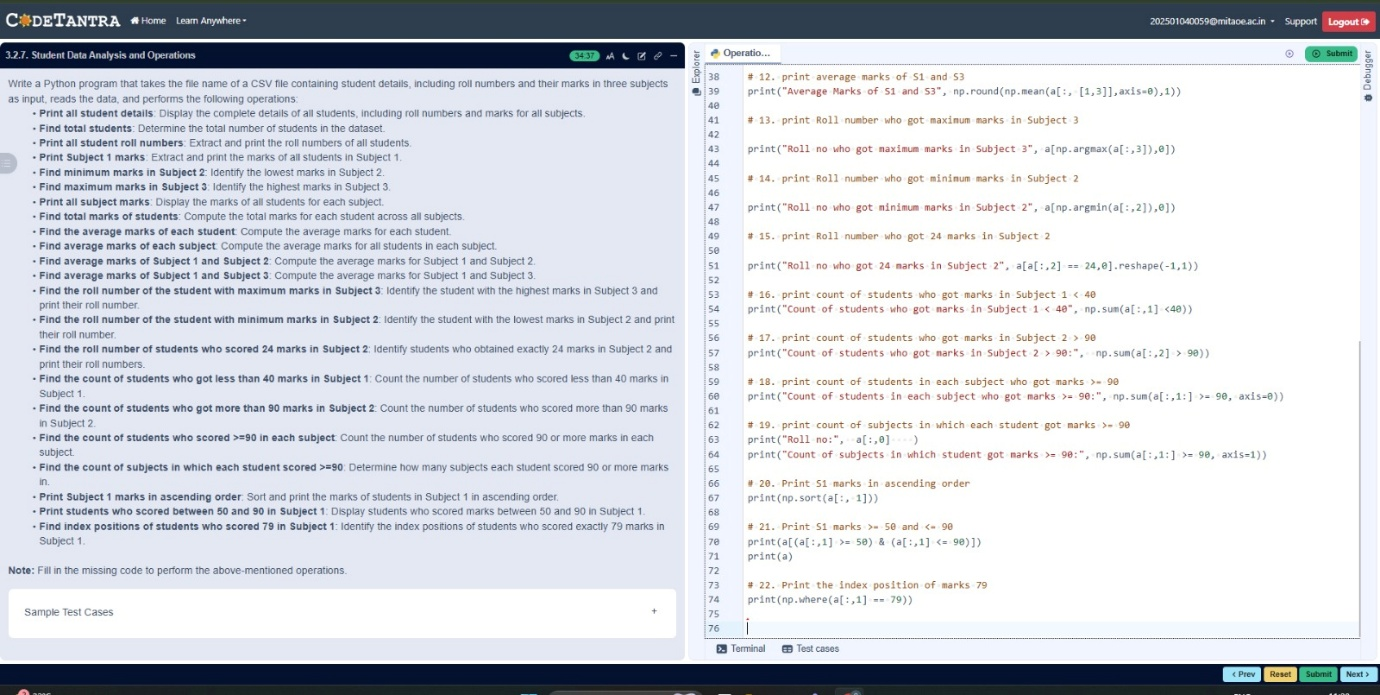 CODETANTRA Home Learn Anywhere
202501040059@mitaoe.ac.in Support Logout
3.2.7. Student Data Analysis and Operations
34:37
Write a Python program that takes the file name of a CSV file containing student details, including roll numbers and their marks in three subjects
as input, reads the data, and performs the following operations:
• Print all student details: Display the complete details of all students, including roll numbers and marks for all subjects.
• Find total students: Determine the total number of students in the dataset.
• Print all student roll numbers: Extract and print the roll numbers of all students.
• Print Subject 1 marks: Extract and print the marks of all students in Subject 1.
• Find minimum marks in Subject 2: Identify the lowest marks in Subject 2.
• Find maximum marks in Subject 3: Identify the highest marks in Subject 3.
• Print all subject marks: Display the marks of all students for each subject.
• Find total marks of students: Compute the total marks for each student across all subjects.
• Find the average marks of each student: Compute the average marks for each student.
• Find average marks of each subject: Compute the average marks for all students in each subject.
• Find average marks of Subject 1 and Subject 2: Compute the average marks for Subject 1 and Subject 2.
• Find average marks of Subject 1 and Subject 3: Compute the average marks for Subject 1 and Subject 3.
• Find the roll number of the student with maximum marks in Subject 3: Identify the student with the highest marks in Subject 3 and
print their roll number.
• Find the roll number of the student with minimum marks in Subject 2: Identify the student with the lowest marks in Subject 2 and print
their roll number.
• Find the roll number of students who scored 24 marks in Subject 2: Identify students who obtained exactly 24 marks in Subject 2 and
print their roll numbers.
• Find the count of students who got less than 40 marks in Subject 1: Count the number of students who scored less than 40 marks in
Subject 1.
• Find the count of students who got more than 90 marks in Subject 2: Count the number of students who scored more than 90 marks
in Subject 2.
• Find the count of students who scored >=90 in each subject: Count the number of students who scored 90 or more marks in each
subject.
• Find the count of subjects in which each student scored >=90: Determine how many subjects each student scored 90 or more marks
in.
• Print Subject 1 marks in ascending order: Sort and print the marks of students in Subject 1 in ascending order.
• Print students who scored between 50 and 90 in Subject 1: Display students who scored marks between 50 and 90 in Subject 1.
• Find index positions of students who scored 79 in Subject 1: Identify the index positions of students who scored exactly 79 marks in
Subject 1.
Note: Fill in the missing code to perform the above-mentioned operations.
Sample Test Cases +
Explorer
Operatio...
Submit
Debugger
38 # 12. print average marks of S1 and S3
39 print("Average Marks of S1 and S3", np.round(np.mean(a[:, [1,3]],axis=0),1))
40
41 # 13. print Roll number who got maximum marks in Subject 3
42
43 print("Roll no who got maximum marks in Subject 3", a[np.argmax(a[:,3]),0])
44
45 # 14. print Roll number who got minimum marks in Subject 2
46
47 print("Roll no who got minimum marks in Subject 2", a[np.argmin(a[:,2]),0])
48
49 # 15. print Roll number who got 24 marks in Subject 2
50
51 print("Roll no who got 24 marks in Subject 2", a[a[:,2] == 24,0].reshape(-1,1))
52
53 # 16. print count of students who got marks in Subject 1 < 40
54 print("Count of students who got marks in Subject 1 < 40", np.sum(a[:,1] <40))
55
56 # 17. print count of students who got marks in Subject 2 > 90
57 print("Count of students who got marks in Subject 2 > 90:", np.sum(a[:,2] > 90))
58
59 # 18. print count of students in each subject who got marks >= 90
60 print("Count of students in each subject who got marks >= 90:", np.sum(a[:,1:] >= 90, axis=0))
61
62 # 19. print count of subjects in which each student got marks >= 90
63 print("Roll no:", a[:,0] )
64 print("Count of subjects in which student got marks >= 90:", np.sum(a[:,1:] >= 90, axis=1))
65
66 # 20. Print S1 marks in ascending order
67 print(np.sort(a[:, 1]))
68
69 # 21. Print S1 marks >= 50 and <= 90
70 print(a[(a[:,1] >= 50) & (a[:,1] <= 90)])
71 print(a)
72
73 # 22. Print the index position of marks 79
74 print(np.where(a[:,1] == 79))
75
76
Terminal Test cases
< Prev Reset Submit Next >